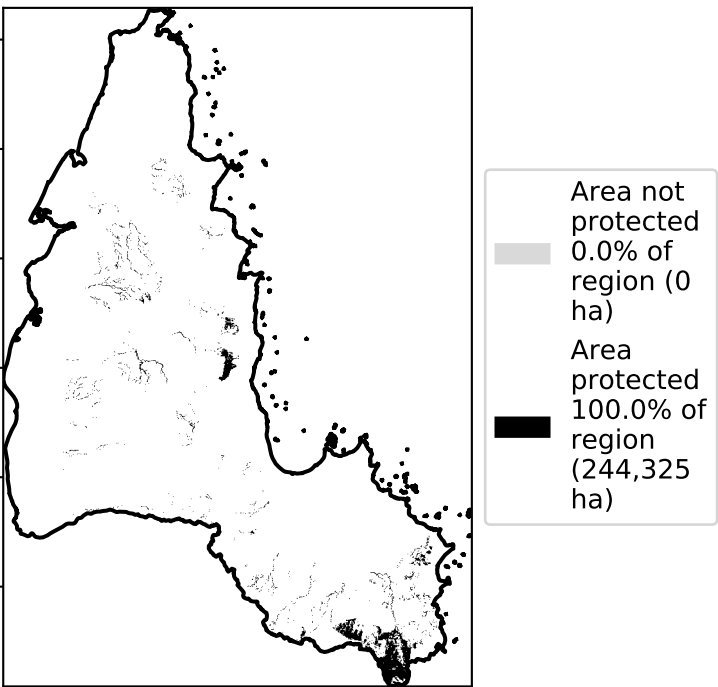 Area not
protected
0.0% of
region (0
ha)
Area
protected
100.0% of
region
(244,325
ha)